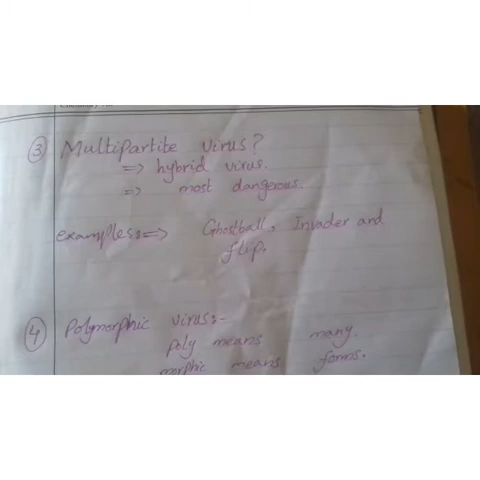 ③ Multipartite virus?
⇒ hybrid virus.
⇒ most dangerous.
exampless⇒ Ghostball, Invader and
flip.
④ Polymorphic virus:-
poly means many.
morphic means forms.